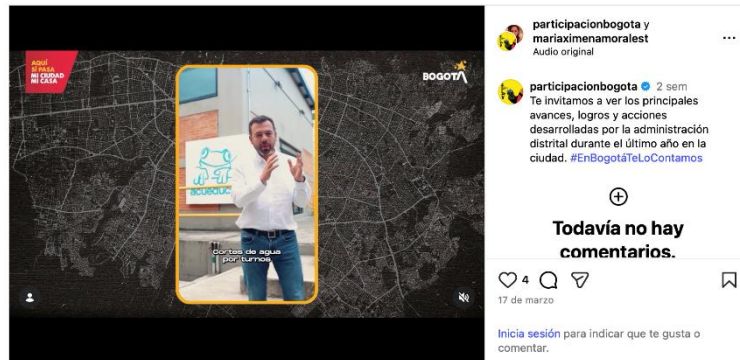 AQUÍ
SÍ PASA
MI CIUDAD
MI CASA
BOGOTÁ
acueducto
Cortes de agua
por turnos
participacionbogota y
mariaximenamoralest
Audio original
participacionbogota 2 sem
Te invitamos a ver los principales
avances, logros y acciones
desarrolladas por la administración
distrital durante el último año en la
ciudad. #EnBogotáTeLoContamos
Todavía no hay
comentarios.
4
17 de marzo
Inicia sesión para indicar que te gusta o
comentar.